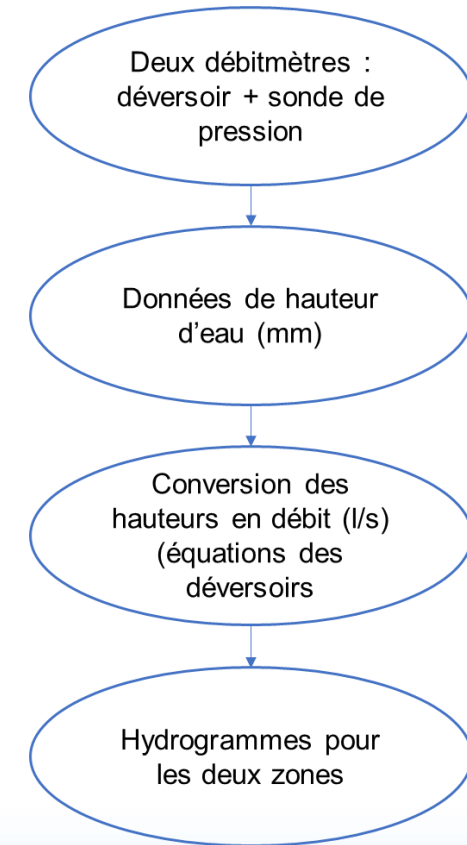 Deux débitmètres :
déversoir + sonde de
pression
Données de hauteur
d'eau (mm)
Conversion des
hauteurs en débit (l/s)
(équations des
déversoirs
Hydrogrammes pour
les deux zones